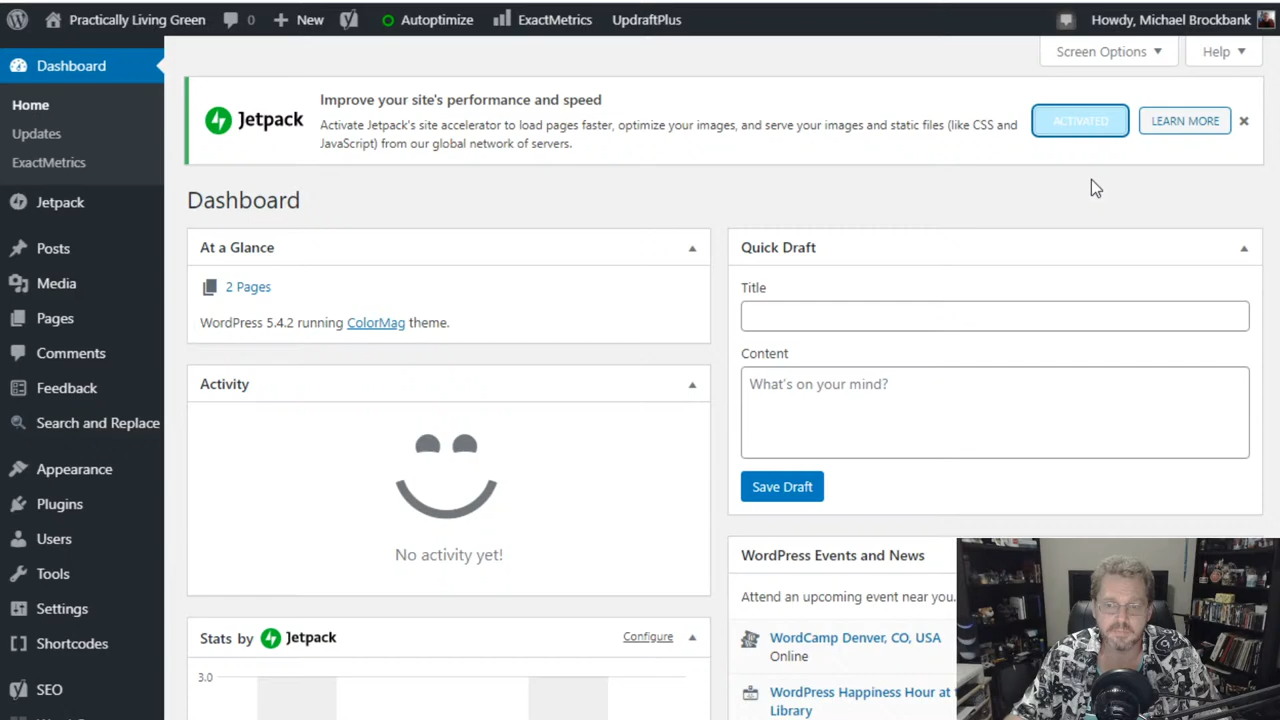 Practically Living Green
0
New
Autoptimize
ExactMetrics
UpdraftPlus
Howdy, Michael Brockbank
Dashboard
Home
Updates
ExactMetrics
Jetpack
Posts
Media
Pages
Comments
Feedback
Search and Replace
Appearance
Plugins
Users
Tools
Settings
Shortcodes
SEO
Screen Options
Help
Jetpack
Improve your site's performance and speed
Activate Jetpack's site accelerator to load pages faster, optimize your images, and serve your images and static files (like CSS and
JavaScript) from our global network of servers.
ACTIVATED
LEARN MORE
Dashboard
At a Glance
2 Pages
WordPress 5.4.2 running ColorMag theme.
Activity
No activity yet!
Stats by Jetpack
Configure
3.0
Quick Draft
Title
Content
What's on your mind?
Save Draft
WordPress Events and News
Attend an upcoming event near you.
WordCamp Denver, CO, USA
Online
WordPress Happiness Hour at
Library